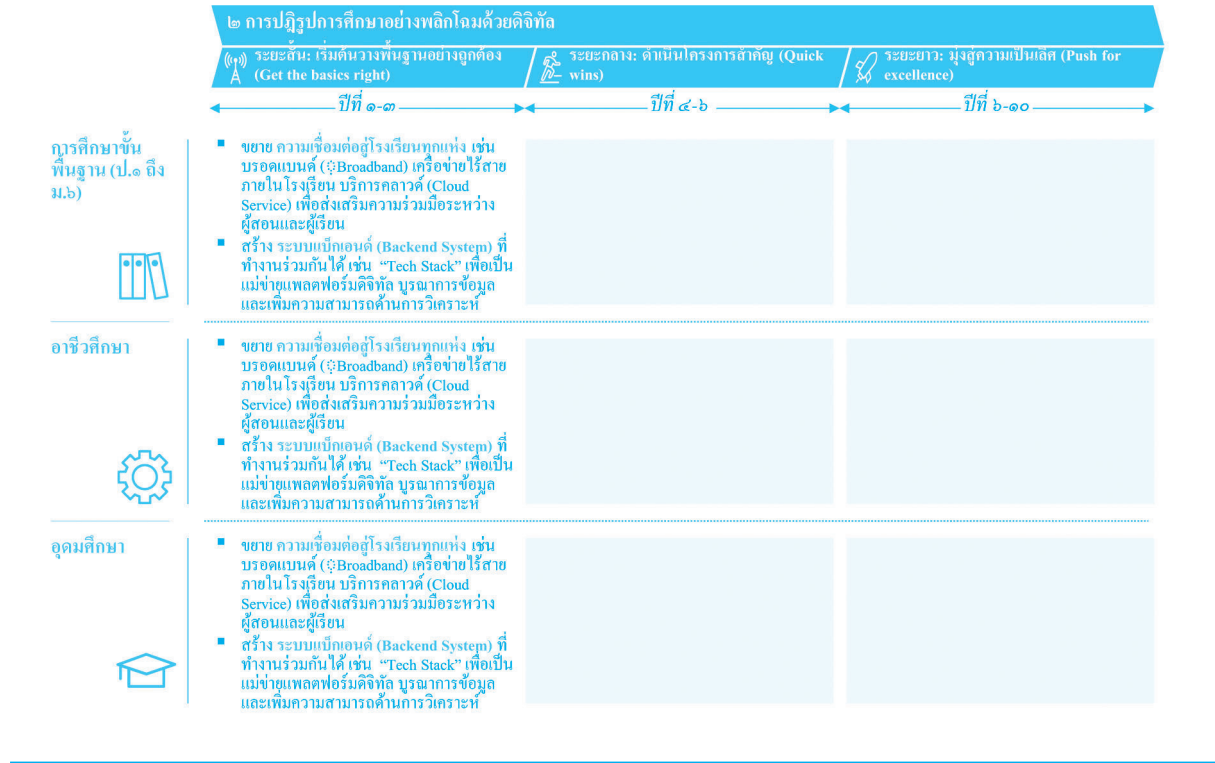 ๒ การปฏิรูปการศึกษาอย่างพลิกโฉมด้วยดิจิทัล
ระยะสั้น: เริ่มต้นวางพื้นฐานอย่างถูกต้อง
(Get the basics right)
ระยะกลาง: ดำเนินโครงการสำคัญ (Quick
wins)
ระยะยาว: มุ่งสู่ความเป็นเลิศ (Push for
excellence)
ปีที่ ๑-๓
ปีที่ ๔-๖
ปีที่ ๖-๑๐
การศึกษาขั้น
พื้นฐาน (ป.๑ ถึง
ม.๖)
▪ ขยาย ความเชื่อมต่อสู่โรงเรียนทุกแห่ง เช่น
บรอดแบนด์ (ฺBroadband) เครือข่ายไร้สาย
ภายในโรงเรียน บริการคลาวด์ (Cloud
Service) เพื่อส่งเสริมความร่วมมือระหว่าง
ผู้สอนและผู้เรียน
▪ สร้าง ระบบแบ็กเอนด์ (Backend System) ที่
ทำงานร่วมกันได้ เช่น “Tech Stack” เพื่อเป็น
แม่ข่ายแพลตฟอร์มดิจิทัล บูรณาการข้อมูล
และเพิ่มความสามารถด้านการวิเคราะห์
อาชีวศึกษา
▪ ขยาย ความเชื่อมต่อสู่โรงเรียนทุกแห่ง เช่น
บรอดแบนด์ (ฺBroadband) เครือข่ายไร้สาย
ภายในโรงเรียน บริการคลาวด์ (Cloud
Service) เพื่อส่งเสริมความร่วมมือระหว่าง
ผู้สอนและผู้เรียน
▪ สร้าง ระบบแบ็กเอนด์ (Backend System) ที่
ทำงานร่วมกันได้ เช่น “Tech Stack” เพื่อเป็น
แม่ข่ายแพลตฟอร์มดิจิทัล บูรณาการข้อมูล
และเพิ่มความสามารถด้านการวิเคราะห์
อุดมศึกษา
▪ ขยาย ความเชื่อมต่อสู่โรงเรียนทุกแห่ง เช่น
บรอดแบนด์ (ฺBroadband) เครือข่ายไร้สาย
ภายในโรงเรียน บริการคลาวด์ (Cloud
Service) เพื่อส่งเสริมความร่วมมือระหว่าง
ผู้สอนและผู้เรียน
▪ สร้าง ระบบแบ็กเอนด์ (Backend System) ที่
ทำงานร่วมกันได้ เช่น “Tech Stack” เพื่อเป็น
แม่ข่ายแพลตฟอร์มดิจิทัล บูรณาการข้อมูล
และเพิ่มความสามารถด้านการวิเคราะห์